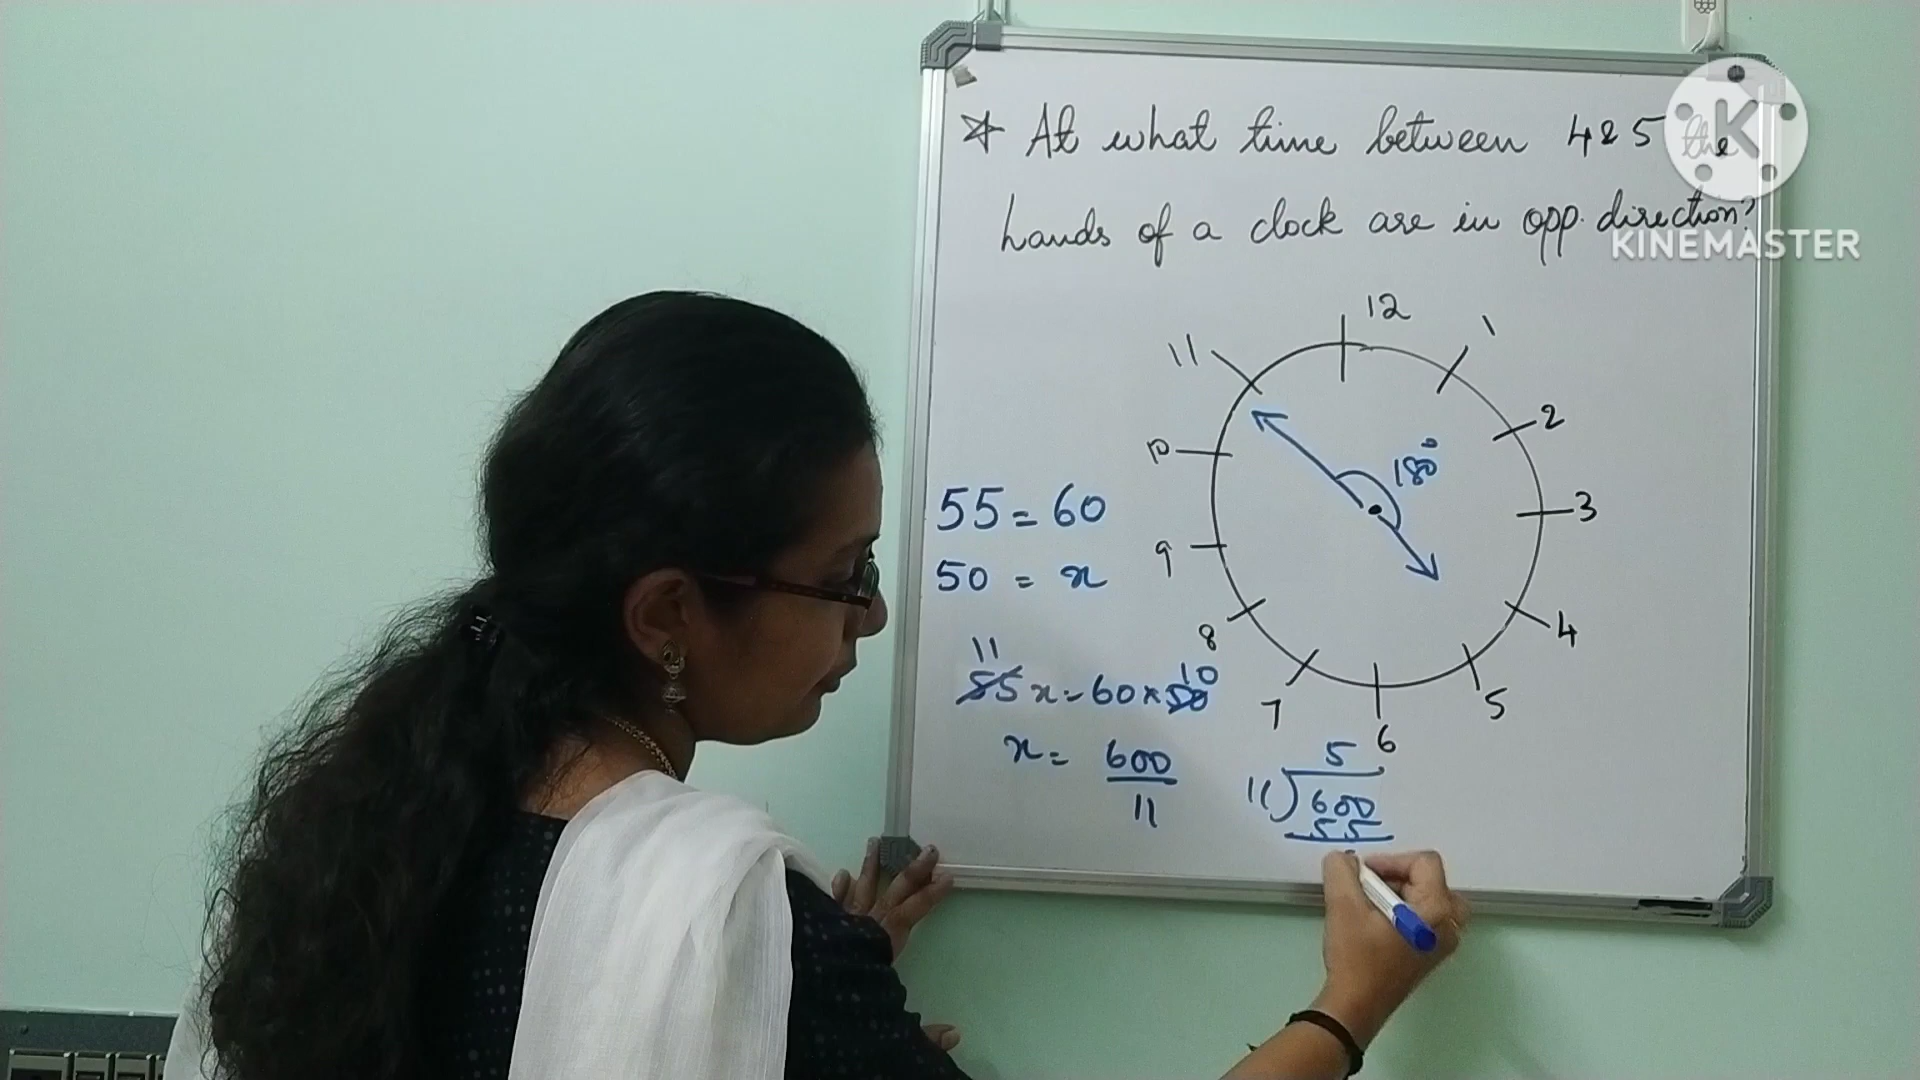 At what time between 4 & 5 the
hands of a clock are in opp. direction?
KINEMASTER
12
11
1
2
10
180°
55 = 60
3
9
50 = x
8
4
11
10
55x = 60 × 50
7
5
6
x = 600
11
5
11)600
55